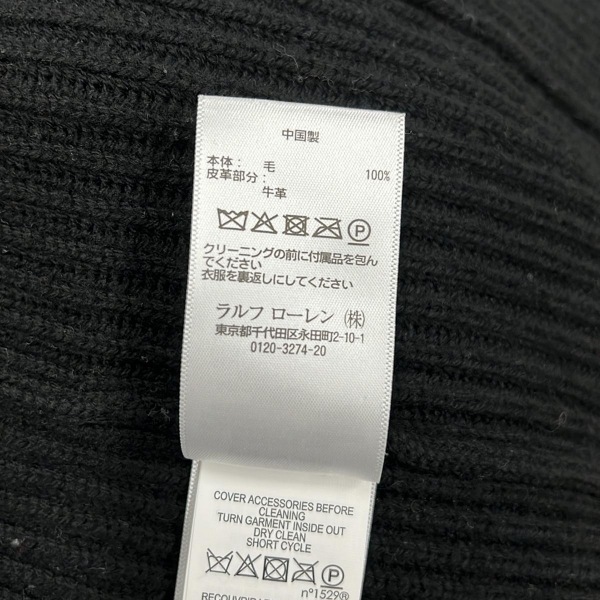 中国製
本体： 毛 100%
皮革部分：
牛革
P
クリーニングの前に付属品を包ん
でください
衣服を裏返しにしてください
ラルフ ローレン ㈱
東京都千代田区永田町2-10-1
0120-3274-20
COVER ACCESSORIES BEFORE
CLEANING
TURN GARMENT INSIDE OUT
DRY CLEAN
SHORT CYCLE
P
nº1529®